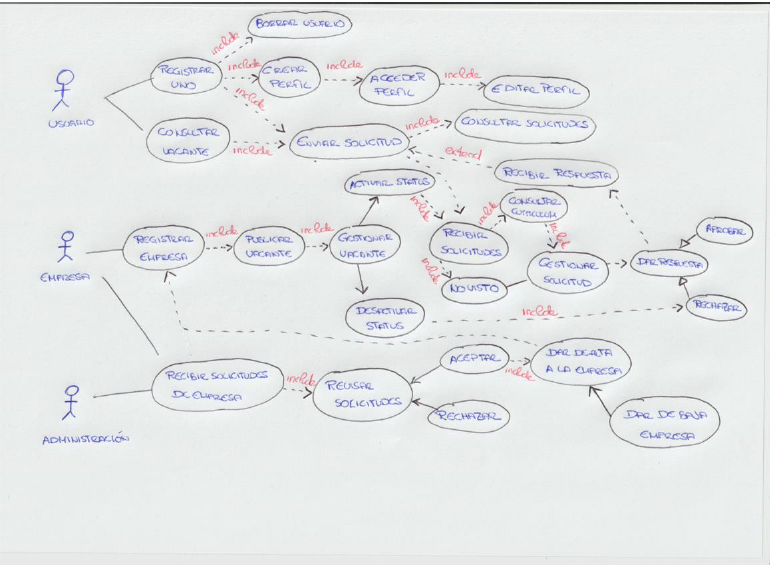 BORRAR USUARIO
include
REGISTRAR
UNO
include
CREAR
PERFIL
include
ACCEDER
PERFIL
include
EDITAR PERFIL
USUARIO
include
CONSULTAR
VACANTE
include
ENVIAR SOLICITUD
include
CONSULTAR SOLICITUDES
extend
RECIBIR RESPUESTA
ACTIVAR STATUS
include
CONSULTAR
CURRICULUM
include
include
REGISTRAR
EMPRESA
include
PUBLICAR
VACANTE
include
GESTIONAR
VACANTE
RECIBIR
SOLICITUDES
include
NO VISTO
GESTIONAR
SOLICITUD
DAR RESPUESTA
APROBAR
RECHAZAR
EMPRESA
DESACTIVAR
STATUS
include
RECIBIR SOLICITUDES
DE EMPRESA
include
REVISAR
SOLICITUDES
ACEPTAR
include
RECHAZAR
DAR DE ALTA
A LA EMPRESA
DAR DE BAJA
EMPRESA
ADMINISTRACIÓN